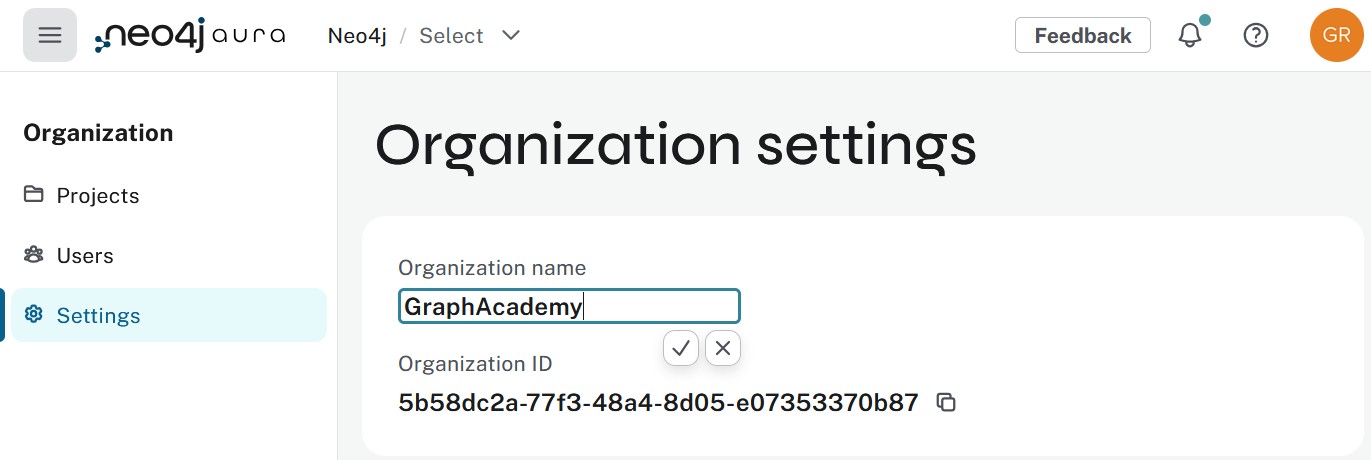 neo4j aura Neo4j / Select Feedback GR
Organization
Projects
Users
Settings
Organization settings
Organization name
GraphAcademy
Organization ID
5b58dc2a-77f3-48a4-8d05-e07353370b87